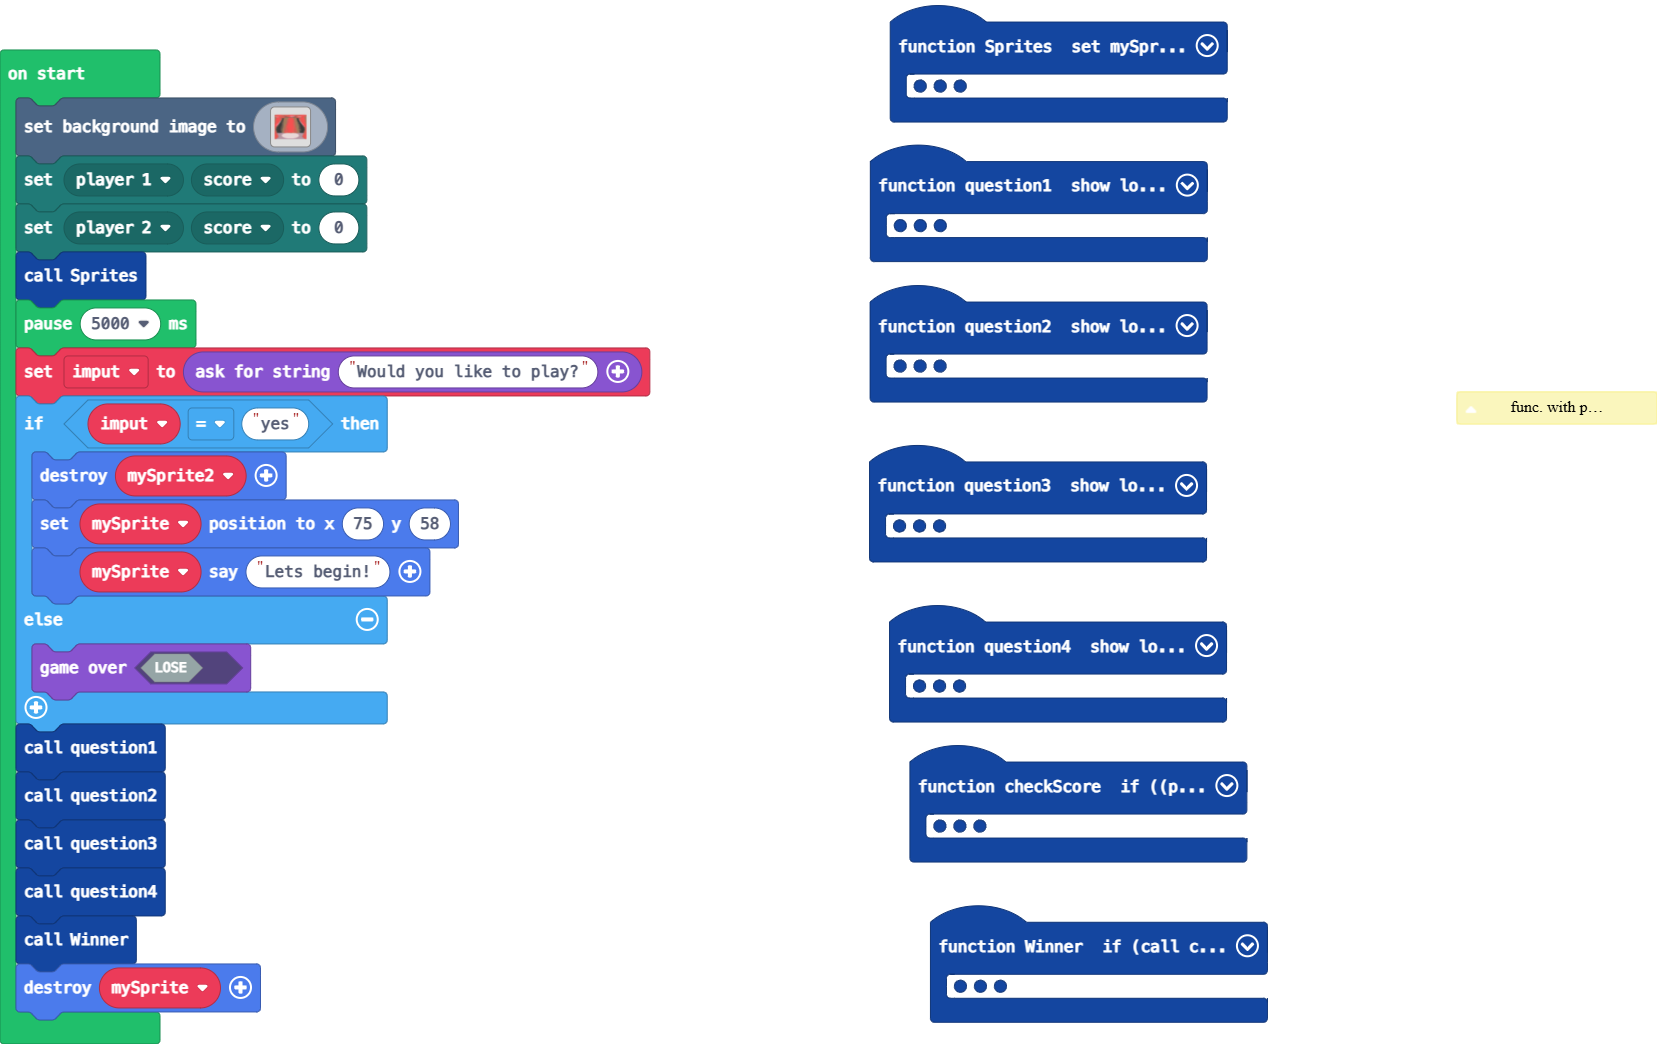 on start
set background image to
set player 1 score to 0
set player 2 score to 0
call Sprites
pause 5000 ms
set imput to ask for string "Would you like to play?"
if imput = "yes" then
destroy mySprite2
set mySprite position to x 75 y 58
mySprite say "Lets begin!"
else
game over LOSE
call question1
call question2
call question3
call question4
call Winner
destroy mySprite
function Sprites set mySpr...
function question1 show lo...
function question2 show lo...
function question3 show lo...
function question4 show lo...
function checkScore if ((p...
function Winner if (call c...
func. with p...